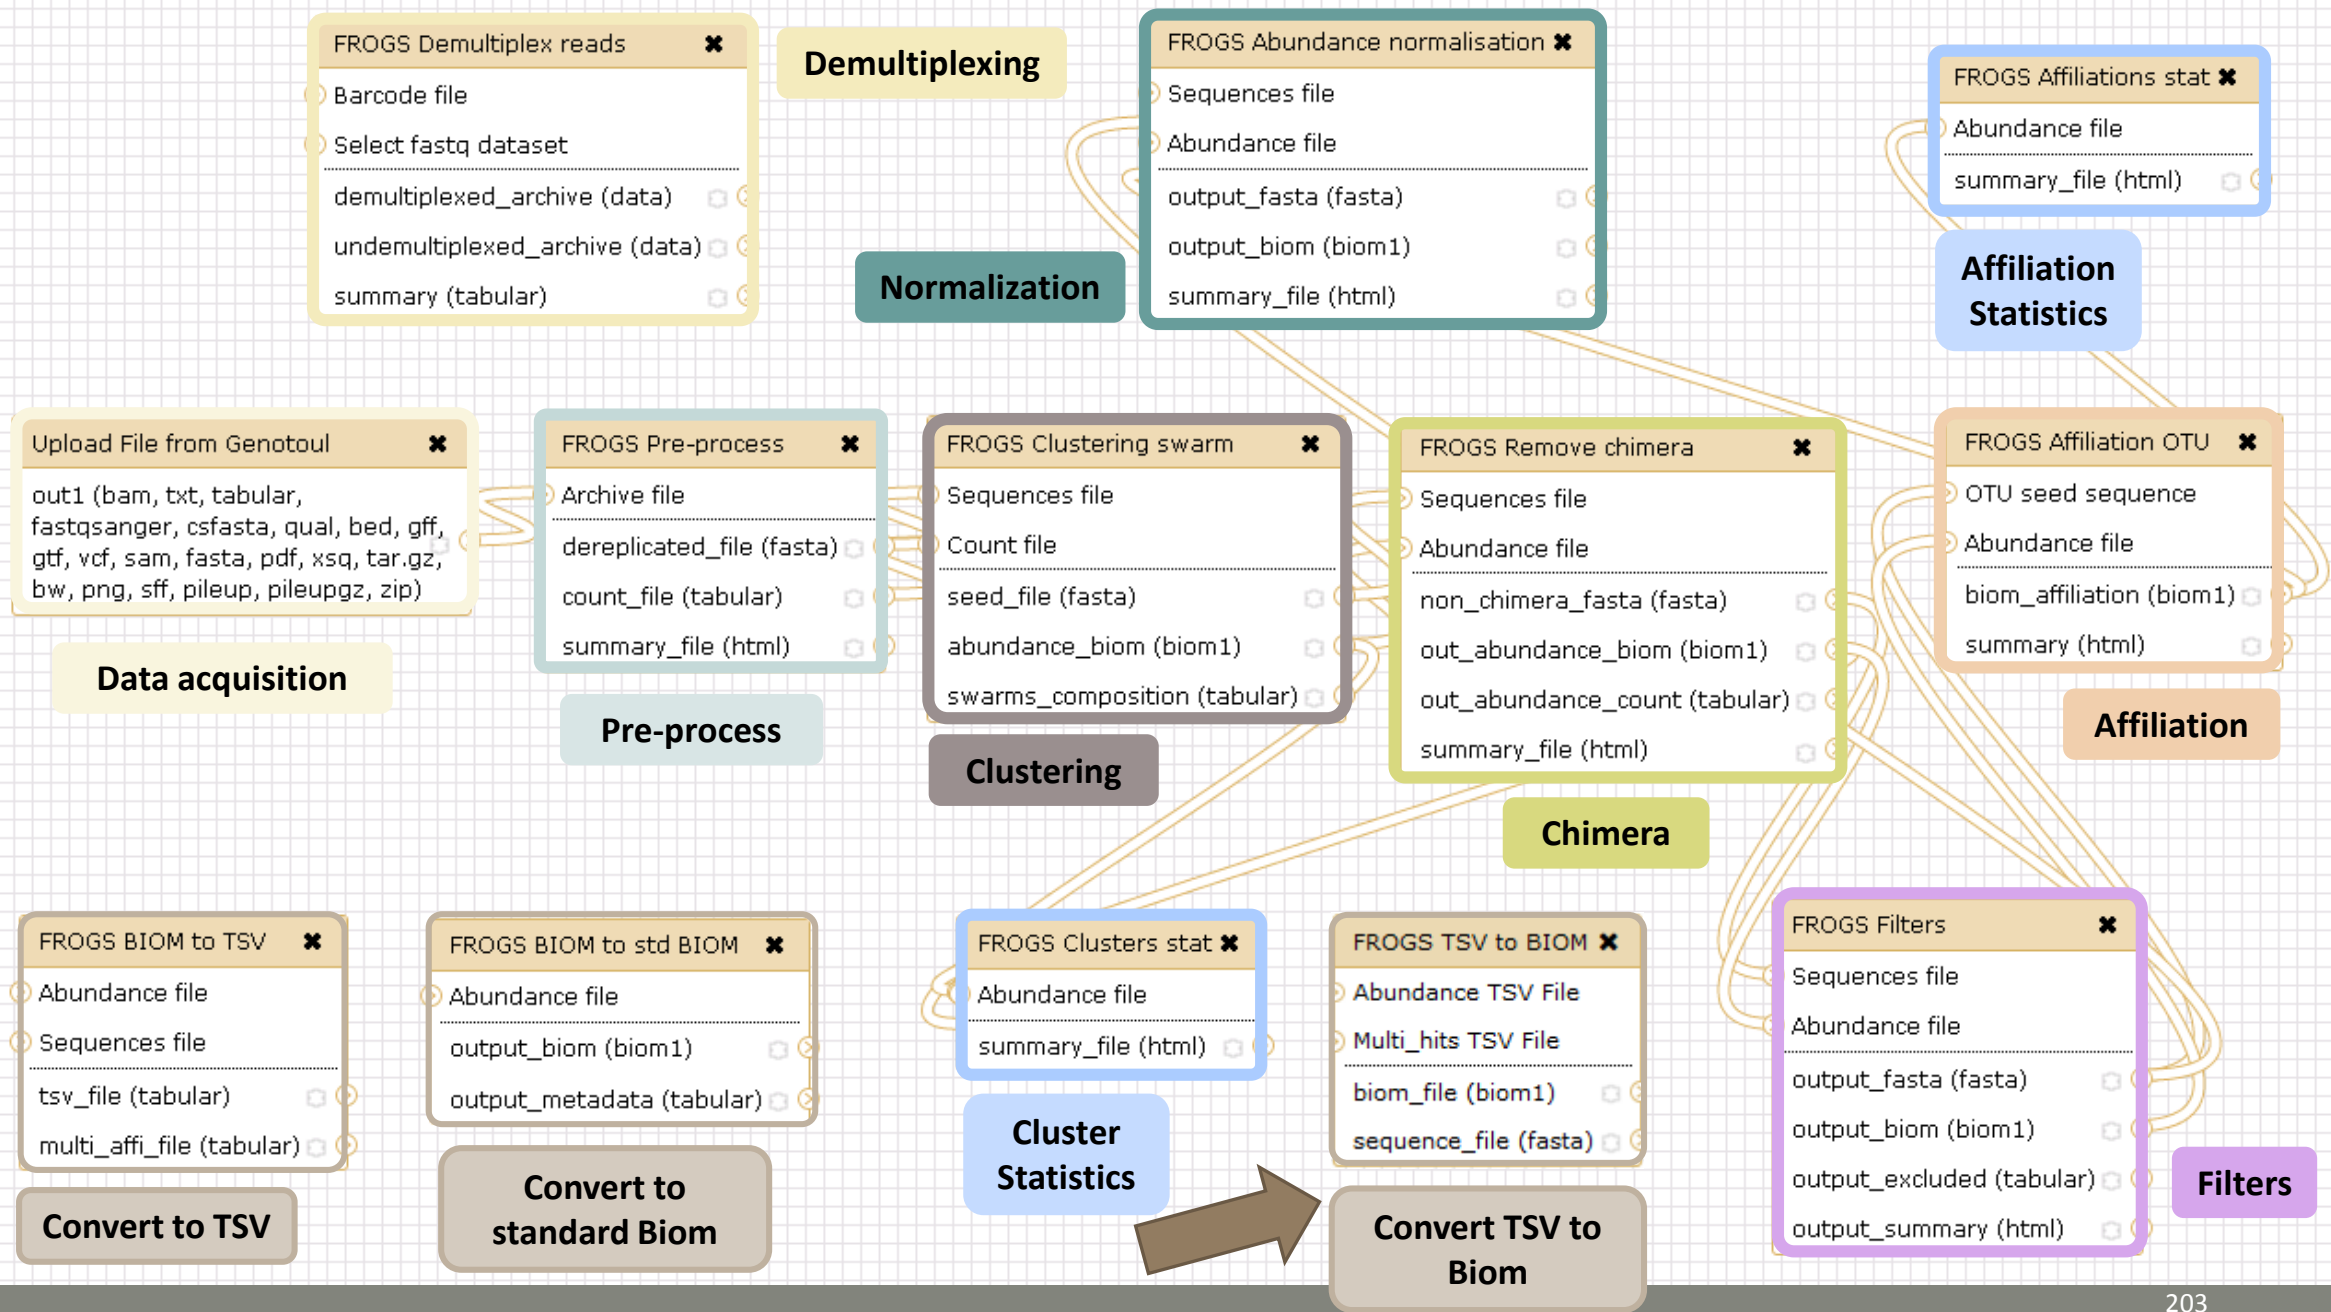 FROGS Demultiplex reads
Barcode file
Select fastq dataset
demultiplexed_archive (data)
undemultiplexed_archive (data)
summary (tabular)
Demultiplexing
FROGS Abundance normalisation
Sequences file
Abundance file
output_fasta (fasta)
output_biom (biom1)
summary_file (html)
Normalization
FROGS Affiliations stat
Abundance file
summary_file (html)
Affiliation
Statistics
Upload File from Genotoul
out1 (bam, txt, tabular,
fastqsanger, csfasta, qual, bed, gff,
gtf, vcf, sam, fasta, pdf, xsq, tar.gz,
bw, png, sff, pileup, pileupgz, zip)
Data acquisition
FROGS Pre-process
Archive file
dereplicated_file (fasta)
count_file (tabular)
summary_file (html)
Pre-process
FROGS Clustering swarm
Sequences file
Count file
seed_file (fasta)
abundance_biom (biom1)
swarms_composition (tabular)
Clustering
FROGS Remove chimera
Sequences file
Abundance file
non_chimera_fasta (fasta)
out_abundance_biom (biom1)
out_abundance_count (tabular)
summary_file (html)
Chimera
FROGS Affiliation OTU
OTU seed sequence
Abundance file
biom_affiliation (biom1)
summary (html)
Affiliation
FROGS BIOM to TSV
Abundance file
Sequences file
tsv_file (tabular)
multi_affi_file (tabular)
Convert to TSV
FROGS BIOM to std BIOM
Abundance file
output_biom (biom1)
output_metadata (tabular)
Convert to
standard Biom
FROGS Clusters stat
Abundance file
summary_file (html)
Cluster
Statistics
FROGS TSV to BIOM
Abundance TSV File
Multi_hits TSV File
biom_file (biom1)
sequence_file (fasta)
Convert TSV to
Biom
FROGS Filters
Sequences file
Abundance file
output_fasta (fasta)
output_biom (biom1)
output_excluded (tabular)
output_summary (html)
Filters
203